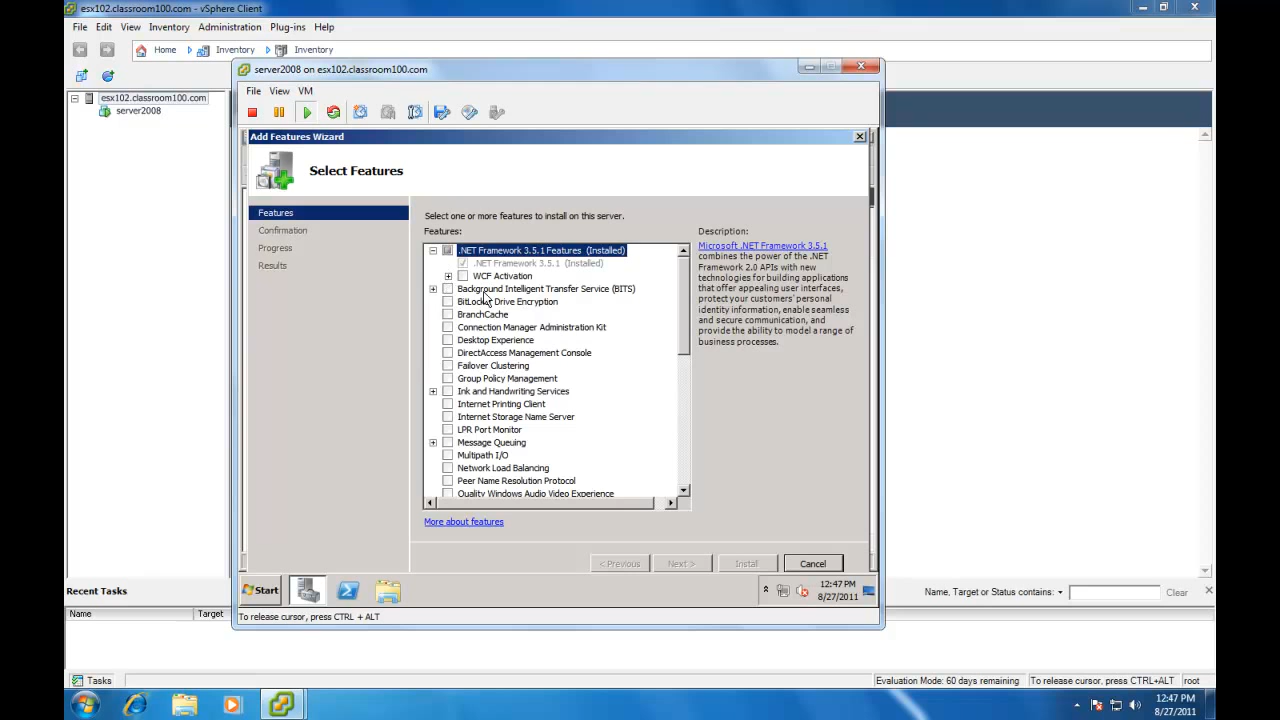 esx102.classroom100.com - vSphere Client
File Edit View Inventory Administration Plug-ins Help
Home Inventory Inventory
esx102.classroom100.com
server2008
server2008 on esx102.classroom100.com
File View VM
Add Features Wizard
Select Features
Features
Confirmation
Progress
Results
Select one or more features to install on this server.
Features:
.NET Framework 3.5.1 Features (Installed)
.NET Framework 3.5.1 (Installed)
WCF Activation
Background Intelligent Transfer Service (BITS)
BitLocker Drive Encryption
BranchCache
Connection Manager Administration Kit
Desktop Experience
DirectAccess Management Console
Failover Clustering
Group Policy Management
Ink and Handwriting Services
Internet Printing Client
Internet Storage Name Server
LPR Port Monitor
Message Queuing
Multipath I/O
Network Load Balancing
Peer Name Resolution Protocol
Quality Windows Audio Video Experience
More about features
Description:
Microsoft .NET Framework 3.5.1
combines the power of the .NET
Framework 2.0 APIs with new
technologies for building applications
that offer appealing user interfaces,
protect your customers' personal
identity information, enable seamless
and secure communication, and
provide the ability to model a range of
business processes.
< Previous Next > Install Cancel
Start
12:47 PM
8/27/2011
To release cursor, press CTRL + ALT
Recent Tasks
Name, Target or Status contains: Clear
Name Target
Tasks
Evaluation Mode: 60 days remaining To release cursor, press CTRL+ALT root
12:47 PM
8/27/2011